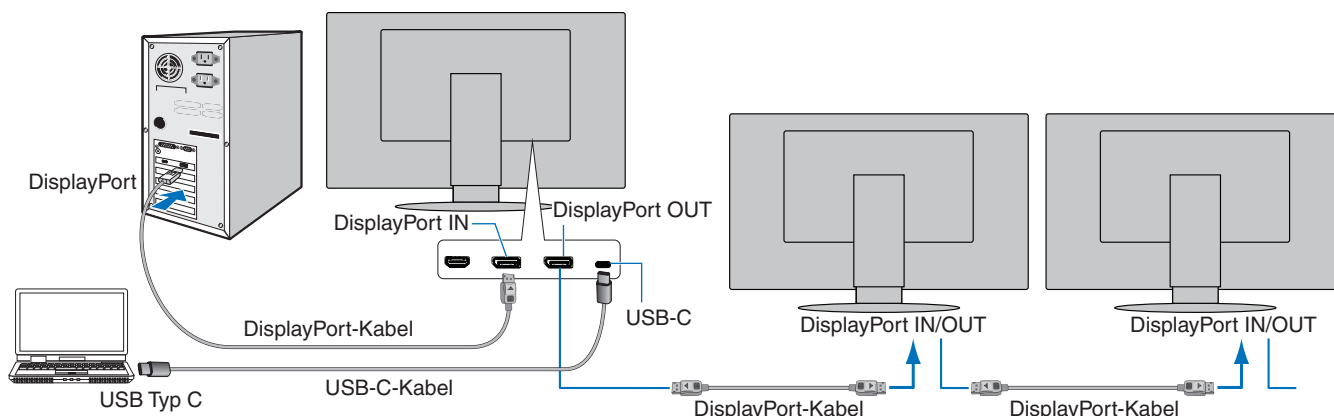 DisplayPort
DisplayPort IN
DisplayPort OUT
USB-C
DisplayPort-Kabel
USB-C-Kabel
USB Typ C
DisplayPort IN/OUT
DisplayPort IN/OUT
DisplayPort-Kabel
DisplayPort-Kabel